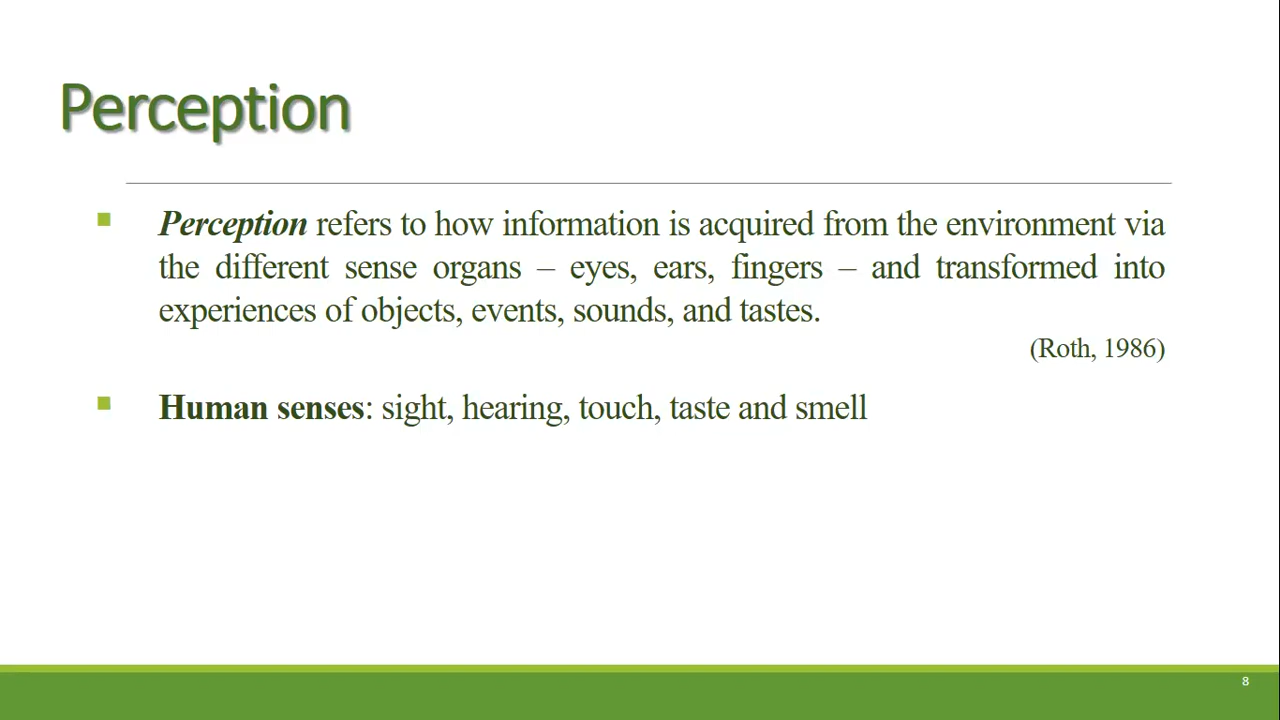 Perception
Perception refers to how information is acquired from the environment via
the different sense organs – eyes, ears, fingers – and transformed into
experiences of objects, events, sounds, and tastes.
(Roth, 1986)
Human senses: sight, hearing, touch, taste and smell
8